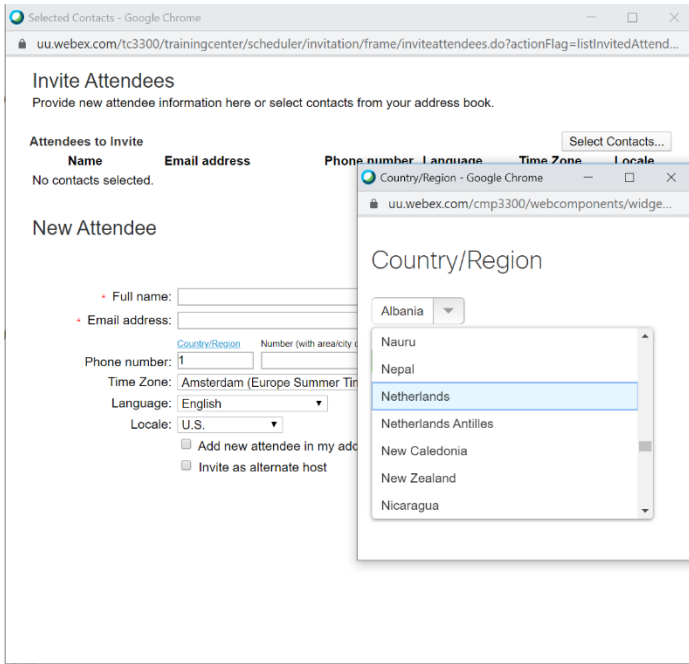 Selected Contacts - Google Chrome
uu.webex.com/tc3300/trainingcenter/scheduler/invitation/frame/inviteattendees.do?actionFlag=listInvitedAttend...
Invite Attendees
Provide new attendee information here or select contacts from your address book.
Attendees to Invite
Select Contacts...
Name Email address Phone number Language Time Zone Locale
No contacts selected.
New Attendee
* Full name:
* Email address:
Country/Region Number (with area/city
Phone number: 1
Time Zone: Amsterdam (Europe Summer Tim
Language: English
Locale: U.S.
Add new attendee in my add
Invite as alternate host
Country/Region - Google Chrome
uu.webex.com/cmp3300/webcomponents/widge...
Country/Region
Albania
Nauru
Nepal
Netherlands
Netherlands Antilles
New Caledonia
New Zealand
Nicaragua